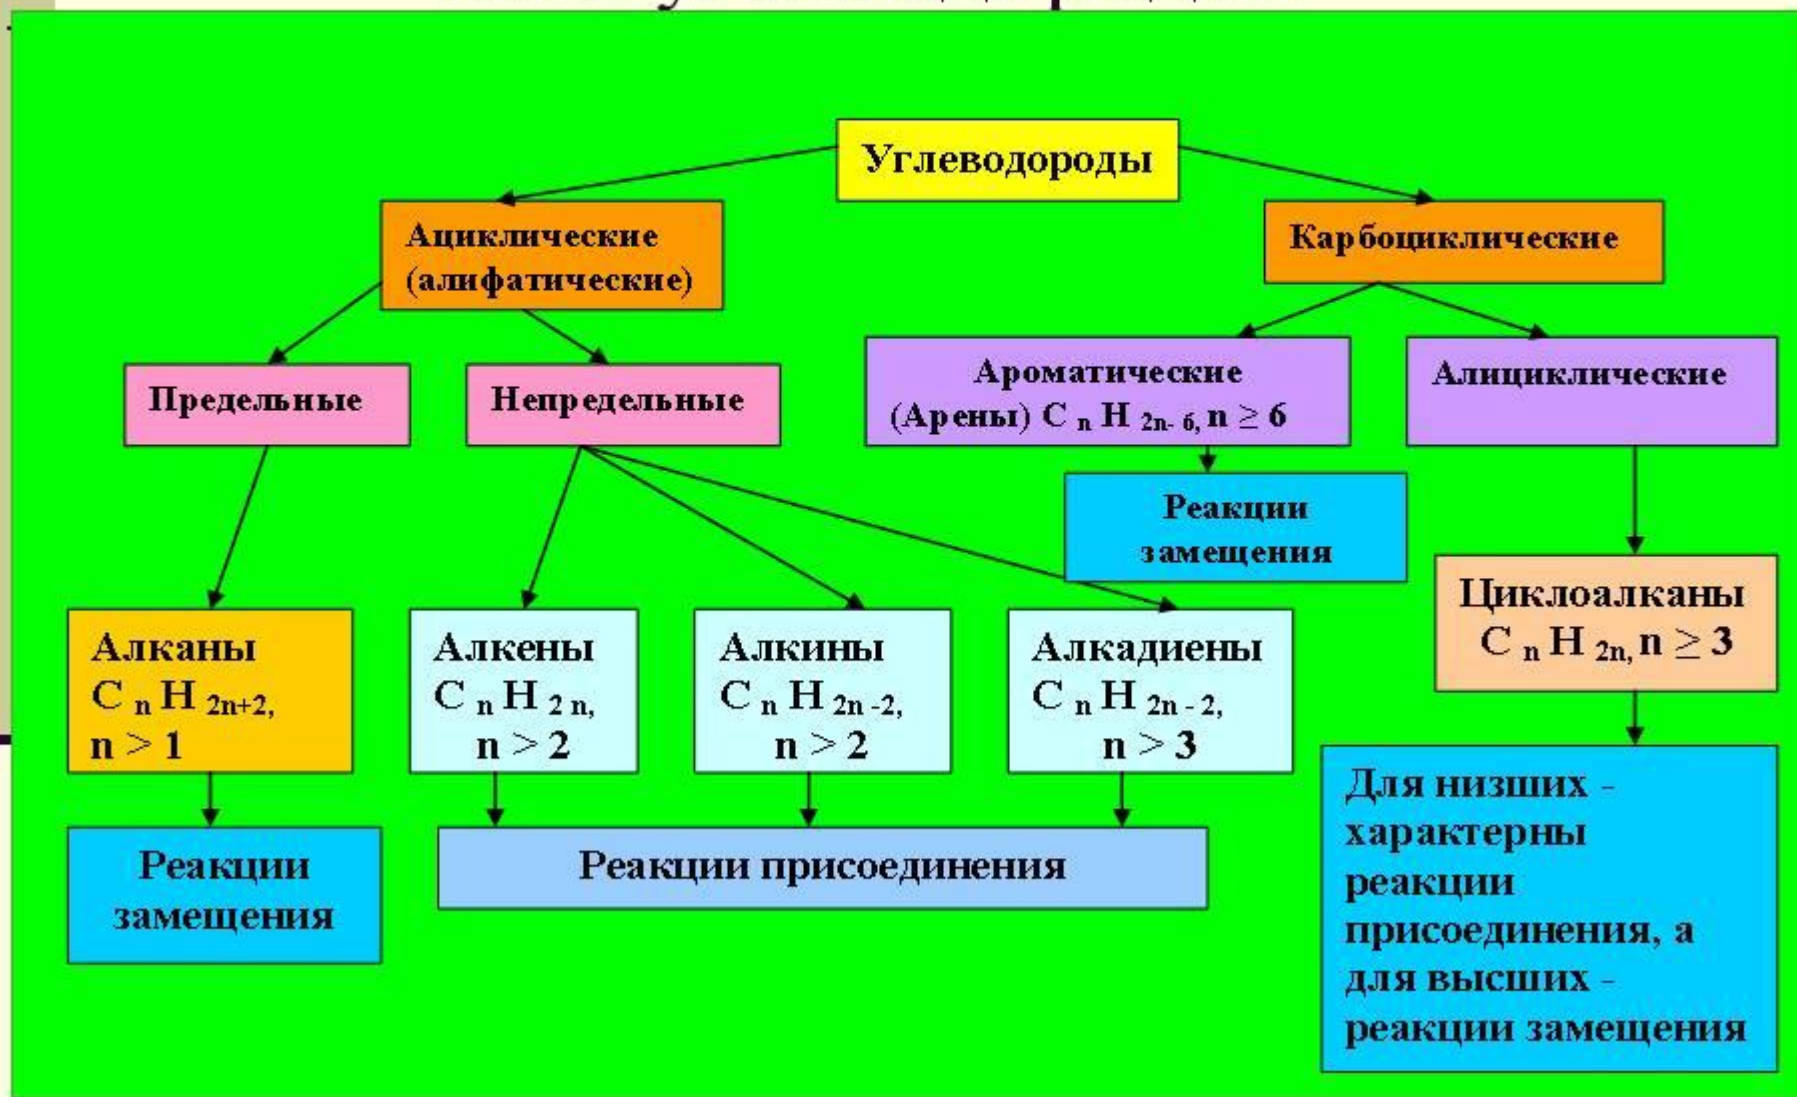 Углеводороды
Ациклические
(алифатические)
Карбоциклические
Предельные
Непредельные
Ароматические
(Арены) C n H 2n- 6, n ≥ 6
Алициклические
Реакции
замещения
Циклоалканы
C n H 2n, n ≥ 3
Алканы
C n H 2n+2,
n > 1
Алкены
C n H 2 n,
n > 2
Алкины
C n H 2n -2,
n > 2
Алкадиены
C n H 2n - 2,
n > 3
Реакции
замещения
Реакции присоединения
Для низших -
характерны
реакции
присоединения, а
для высших -
реакции замещения